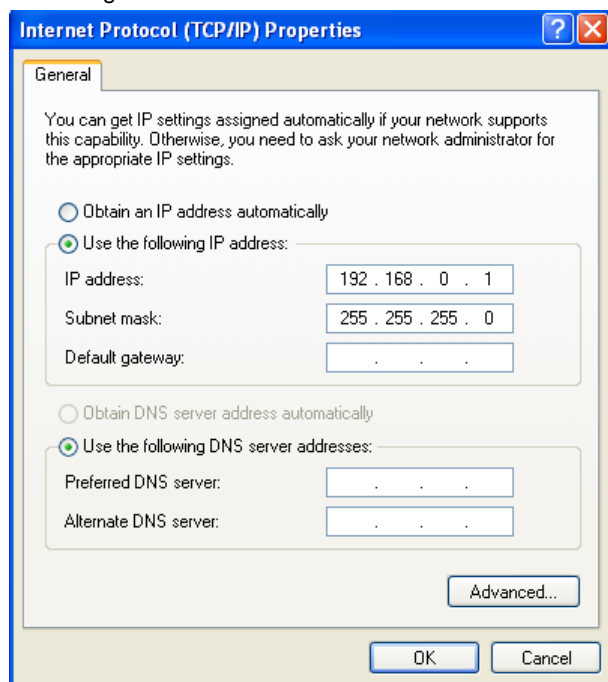 Internet Protocol (TCP/IP) Properties
General
You can get IP settings assigned automatically if your network supports
this capability. Otherwise, you need to ask your network administrator for
the appropriate IP settings.
Obtain an IP address automatically
Use the following IP address:
IP address: 192 . 168 . 0 . 1
Subnet mask: 255 . 255 . 255 . 0
Default gateway: . . .
Obtain DNS server address automatically
Use the following DNS server addresses:
Preferred DNS server: . . .
Alternate DNS server: . . .
Advanced...
OK Cancel